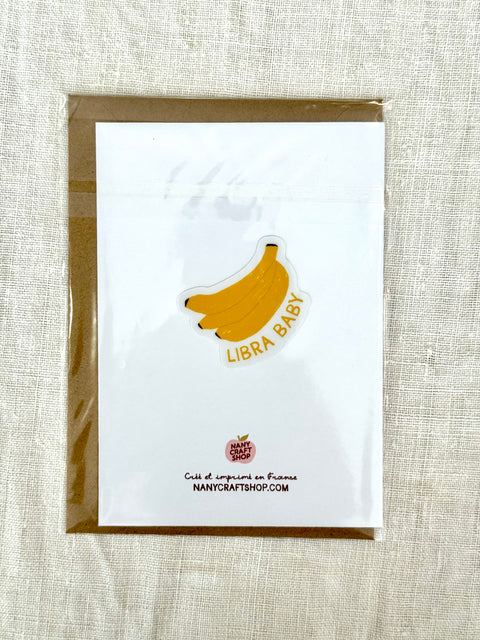 LIBRA BABY
NANY
CRAFT
SHOP
Créé et imprimé en France
NANYCRAFTSHOP.COM